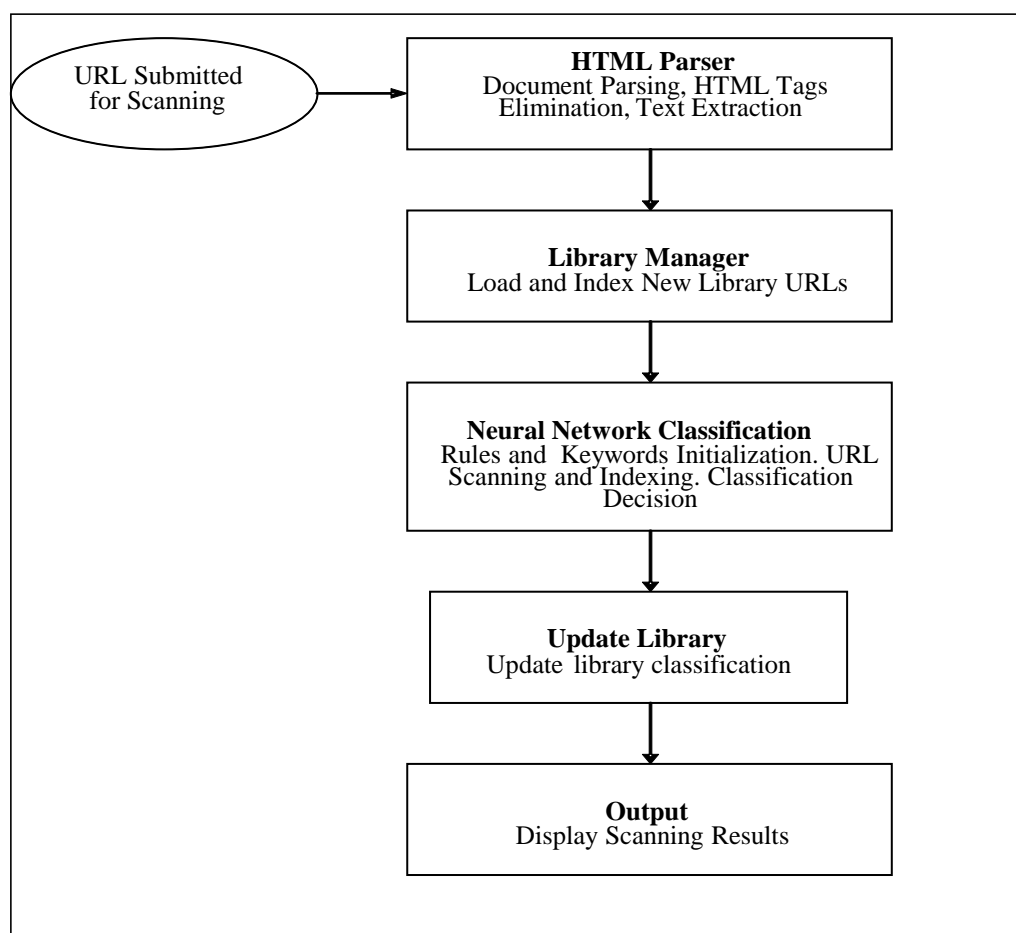 URL Submitted
for Scanning
HTML Parser
Document Parsing, HTML Tags
Elimination, Text Extraction
Library Manager
Load and Index New Library URLs
Neural Network Classification
Rules and Keywords Initialization. URL
Scanning and Indexing. Classification
Decision
Update Library
Update library classification
Output
Display Scanning Results